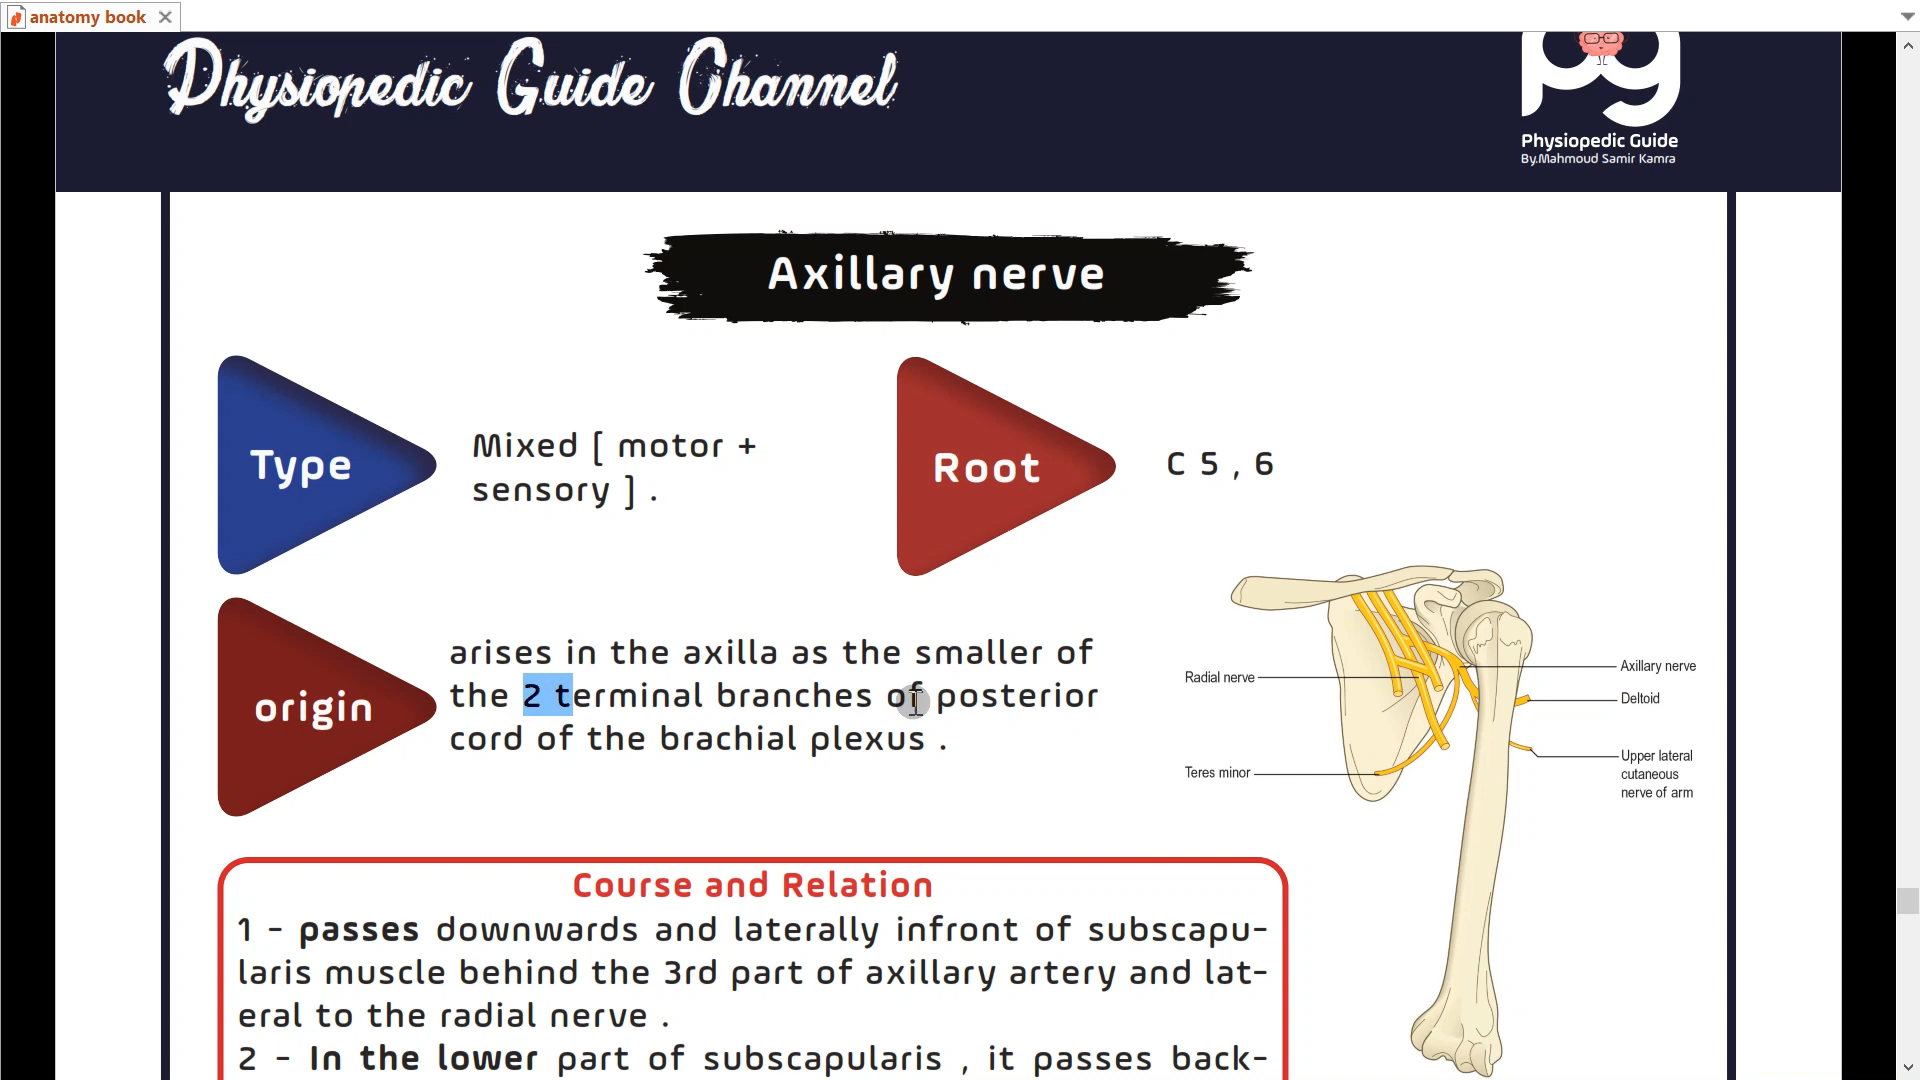 anatomy book
Physiopedic Guide Channel
pg
Physiopedic Guide
By.Mahmoud Samir Kamra
Axillary nerve
Type
Mixed [ motor +
sensory ] .
Root
C 5 , 6
origin
arises in the axilla as the smaller of
the 2 terminal branches of posterior
cord of the brachial plexus .
Radial nerve
Teres minor
Axillary nerve
Deltoid
Upper lateral
cutaneous
nerve of arm
Course and Relation
1 - passes downwards and laterally infront of subscapu-
laris muscle behind the 3rd part of axillary artery and lat-
eral to the radial nerve .
2 - In the lower part of subscapularis , it passes back-